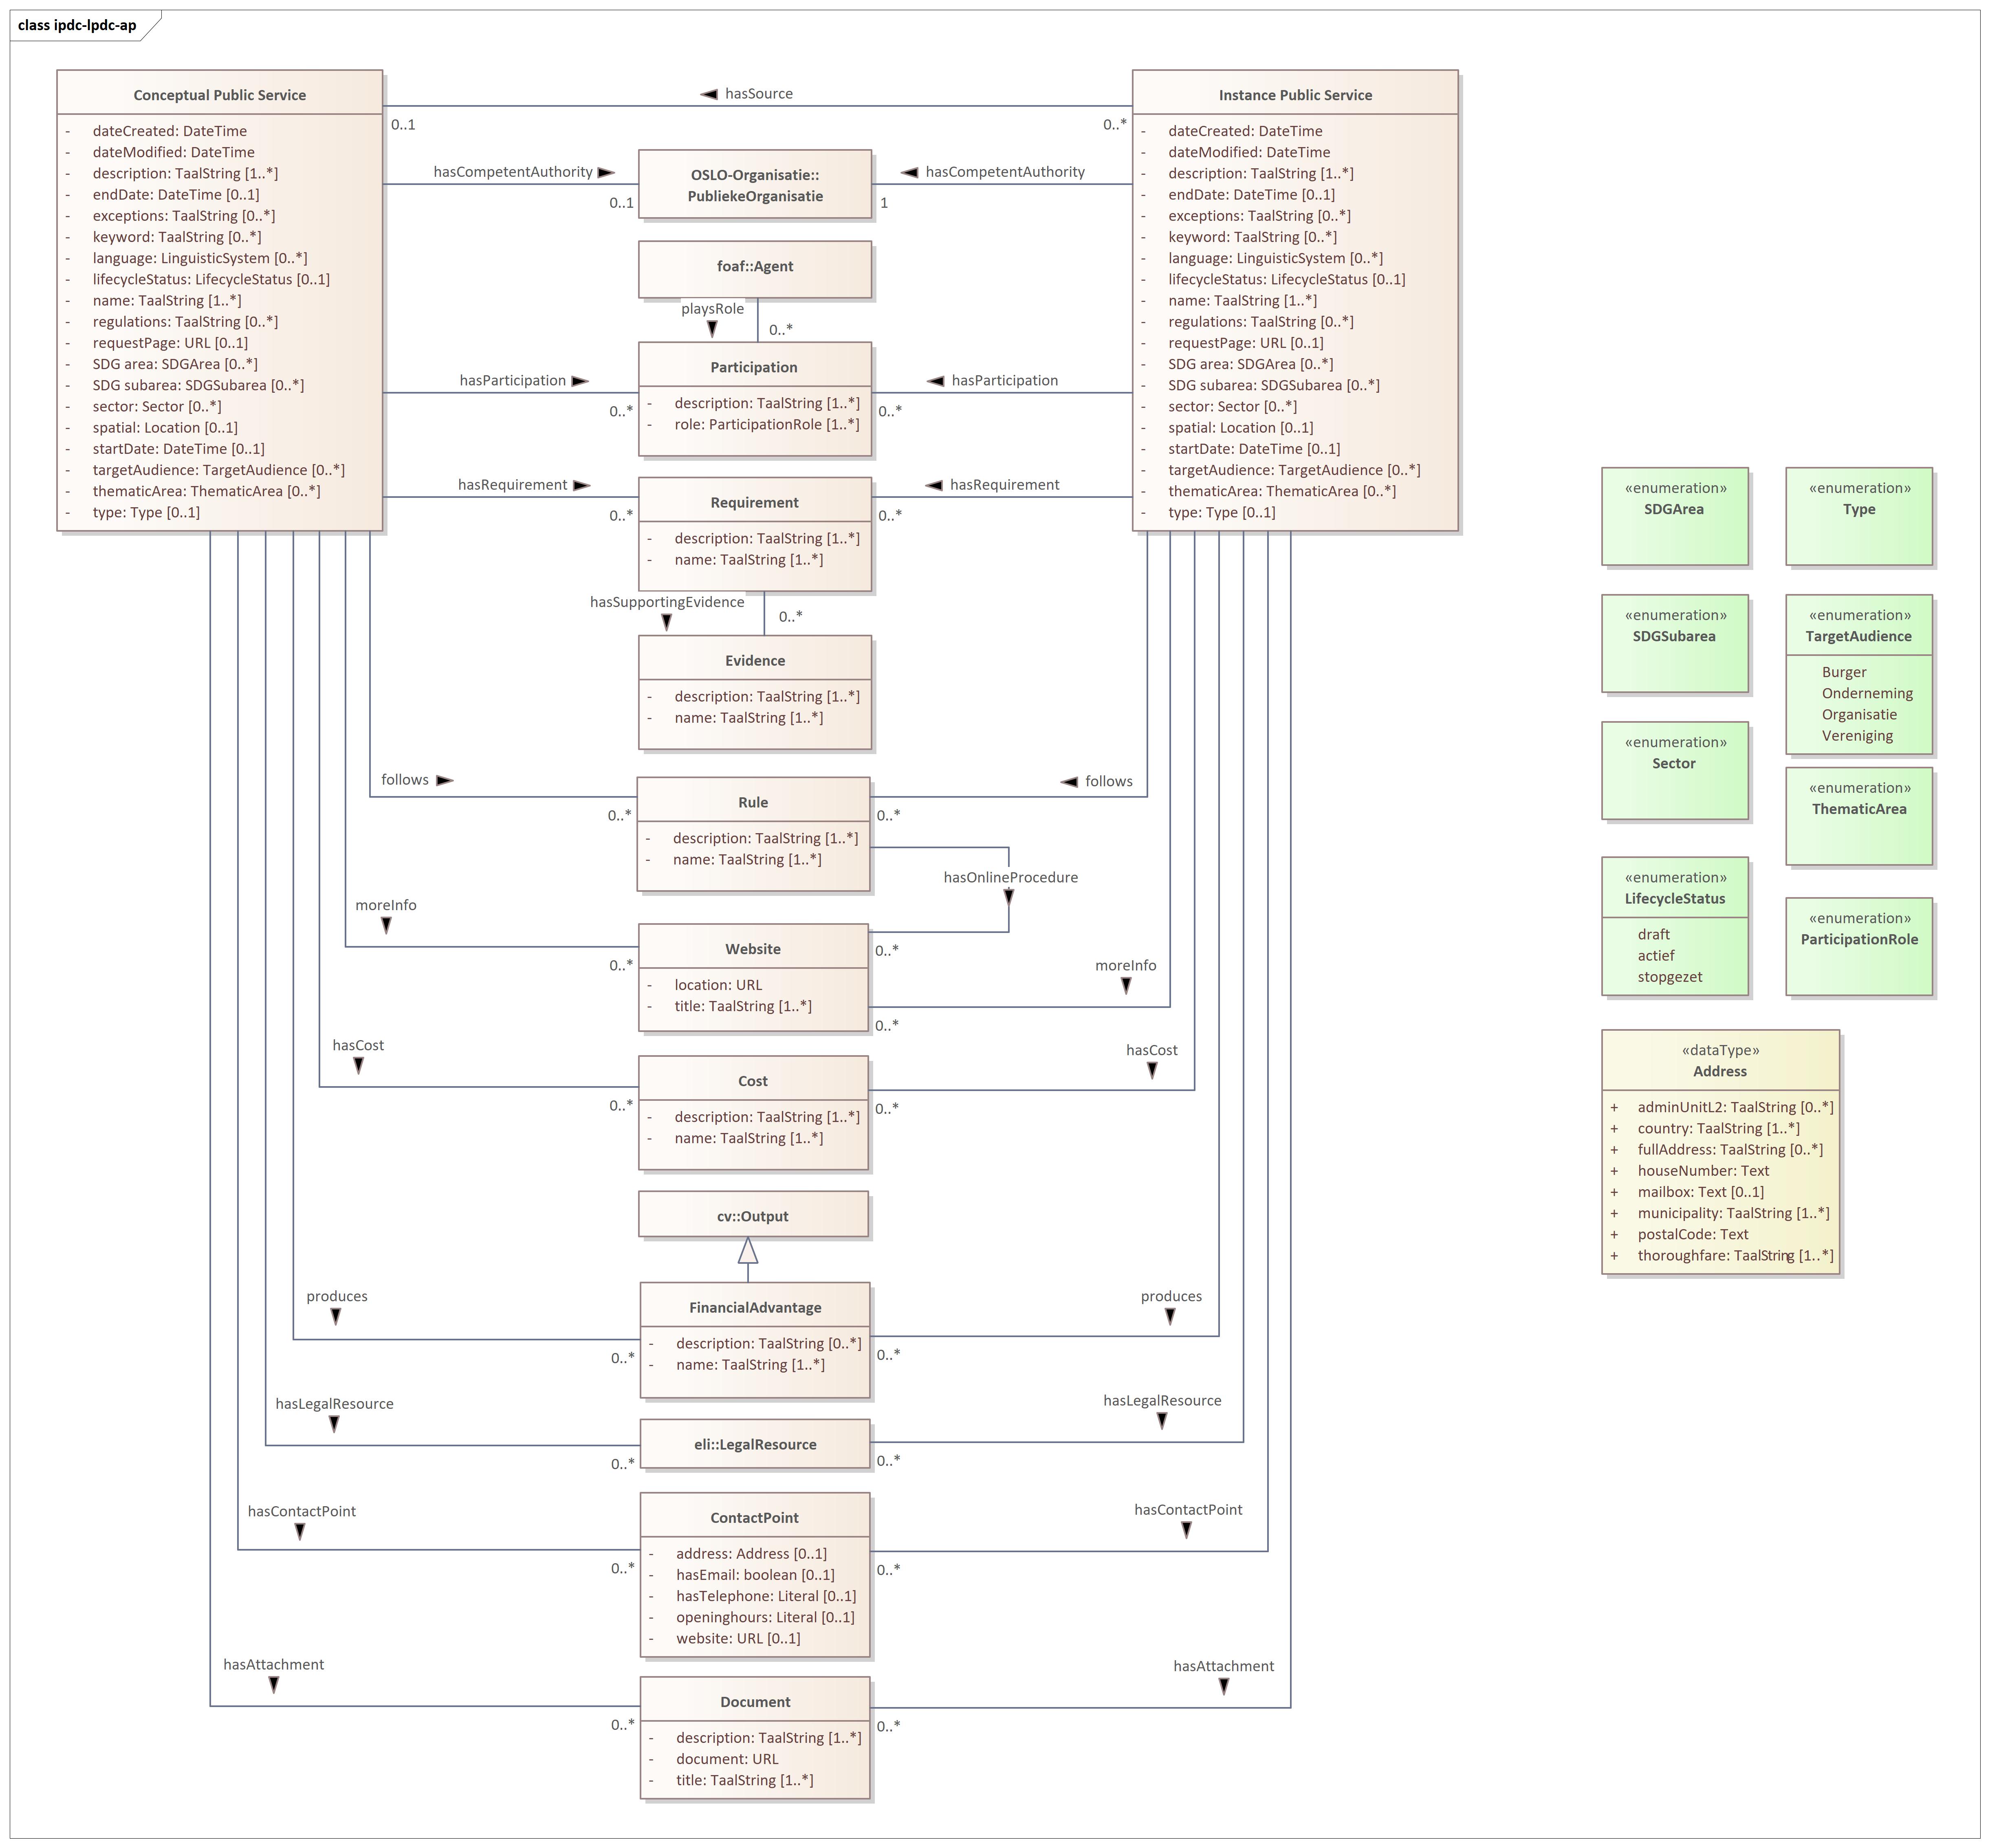 class ipdc-lpdc-ap
Conceptual Public Service
- dateCreated: DateTime
- dateModified: DateTime
- description: TaalString [1..*]
- endDate: DateTime [0..1]
- exceptions: TaalString [0..*]
- keyword: TaalString [0..*]
- language: LinguisticSystem [0..*]
- lifecycleStatus: LifecycleStatus [0..1]
- name: TaalString [1..*]
- regulations: TaalString [0..*]
- requestPage: URL [0..1]
- SDG area: SDGArea [0..*]
- SDG subarea: SDGSubarea [0..*]
- sector: Sector [0..*]
- spatial: Location [0..1]
- startDate: DateTime [0..1]
- targetAudience: TargetAudience [0..*]
- thematicArea: ThematicArea [0..*]
- type: Type [0..1]
hasSource
0..1
0..*
Instance Public Service
- dateCreated: DateTime
- dateModified: DateTime
- description: TaalString [1..*]
- endDate: DateTime [0..1]
- exceptions: TaalString [0..*]
- keyword: TaalString [0..*]
- language: LinguisticSystem [0..*]
- lifecycleStatus: LifecycleStatus [0..1]
- name: TaalString [1..*]
- regulations: TaalString [0..*]
- requestPage: URL [0..1]
- SDG area: SDGArea [0..*]
- SDG subarea: SDGSubarea [0..*]
- sector: Sector [0..*]
- spatial: Location [0..1]
- startDate: DateTime [0..1]
- targetAudience: TargetAudience [0..*]
- thematicArea: ThematicArea [0..*]
- type: Type [0..1]
hasCompetentAuthority
0..1
OSLO-Organisatie::
PubliekeOrganisatie
hasCompetentAuthority
1
foaf::Agent
playsRole
0..*
hasParticipation
0..*
Participation
- description: TaalString [1..*]
- role: ParticipationRole [1..*]
hasParticipation
0..*
hasRequirement
0..*
Requirement
- description: TaalString [1..*]
- name: TaalString [1..*]
hasRequirement
0..*
hasSupportingEvidence
0..*
Evidence
- description: TaalString [1..*]
- name: TaalString [1..*]
follows
0..*
Rule
- description: TaalString [1..*]
- name: TaalString [1..*]
follows
0..*
hasOnlineProcedure
0..*
moreInfo
0..*
Website
- location: URL
- title: TaalString [1..*]
moreInfo
0..*
hasCost
0..*
Cost
- description: TaalString [1..*]
- name: TaalString [1..*]
hasCost
0..*
cv::Output
produces
0..*
FinancialAdvantage
- description: TaalString [0..*]
- name: TaalString [1..*]
produces
0..*
hasLegalResource
0..*
eli::LegalResource
hasLegalResource
0..*
hasContactPoint
0..*
ContactPoint
- address: Address [0..1]
- hasEmail: boolean [0..1]
- hasTelephone: Literal [0..1]
- openinghours: Literal [0..1]
- website: URL [0..1]
hasContactPoint
0..*
hasAttachment
0..*
Document
- description: TaalString [1..*]
- document: URL
- title: TaalString [1..*]
hasAttachment
0..*
«enumeration»
SDGArea
«enumeration»
Type
«enumeration»
SDGSubarea
«enumeration»
TargetAudience
Burger
Onderneming
Organisatie
Vereniging
«enumeration»
Sector
«enumeration»
ThematicArea
«enumeration»
LifecycleStatus
draft
actief
stopgezet
«enumeration»
ParticipationRole
«dataType»
Address
+ adminUnitL2: TaalString [0..*]
+ country: TaalString [1..*]
+ fullAddress: TaalString [0..*]
+ houseNumber: Text
+ mailbox: Text [0..1]
+ municipality: TaalString [1..*]
+ postalCode: Text
+ thoroughfare: TaalString [1..*]